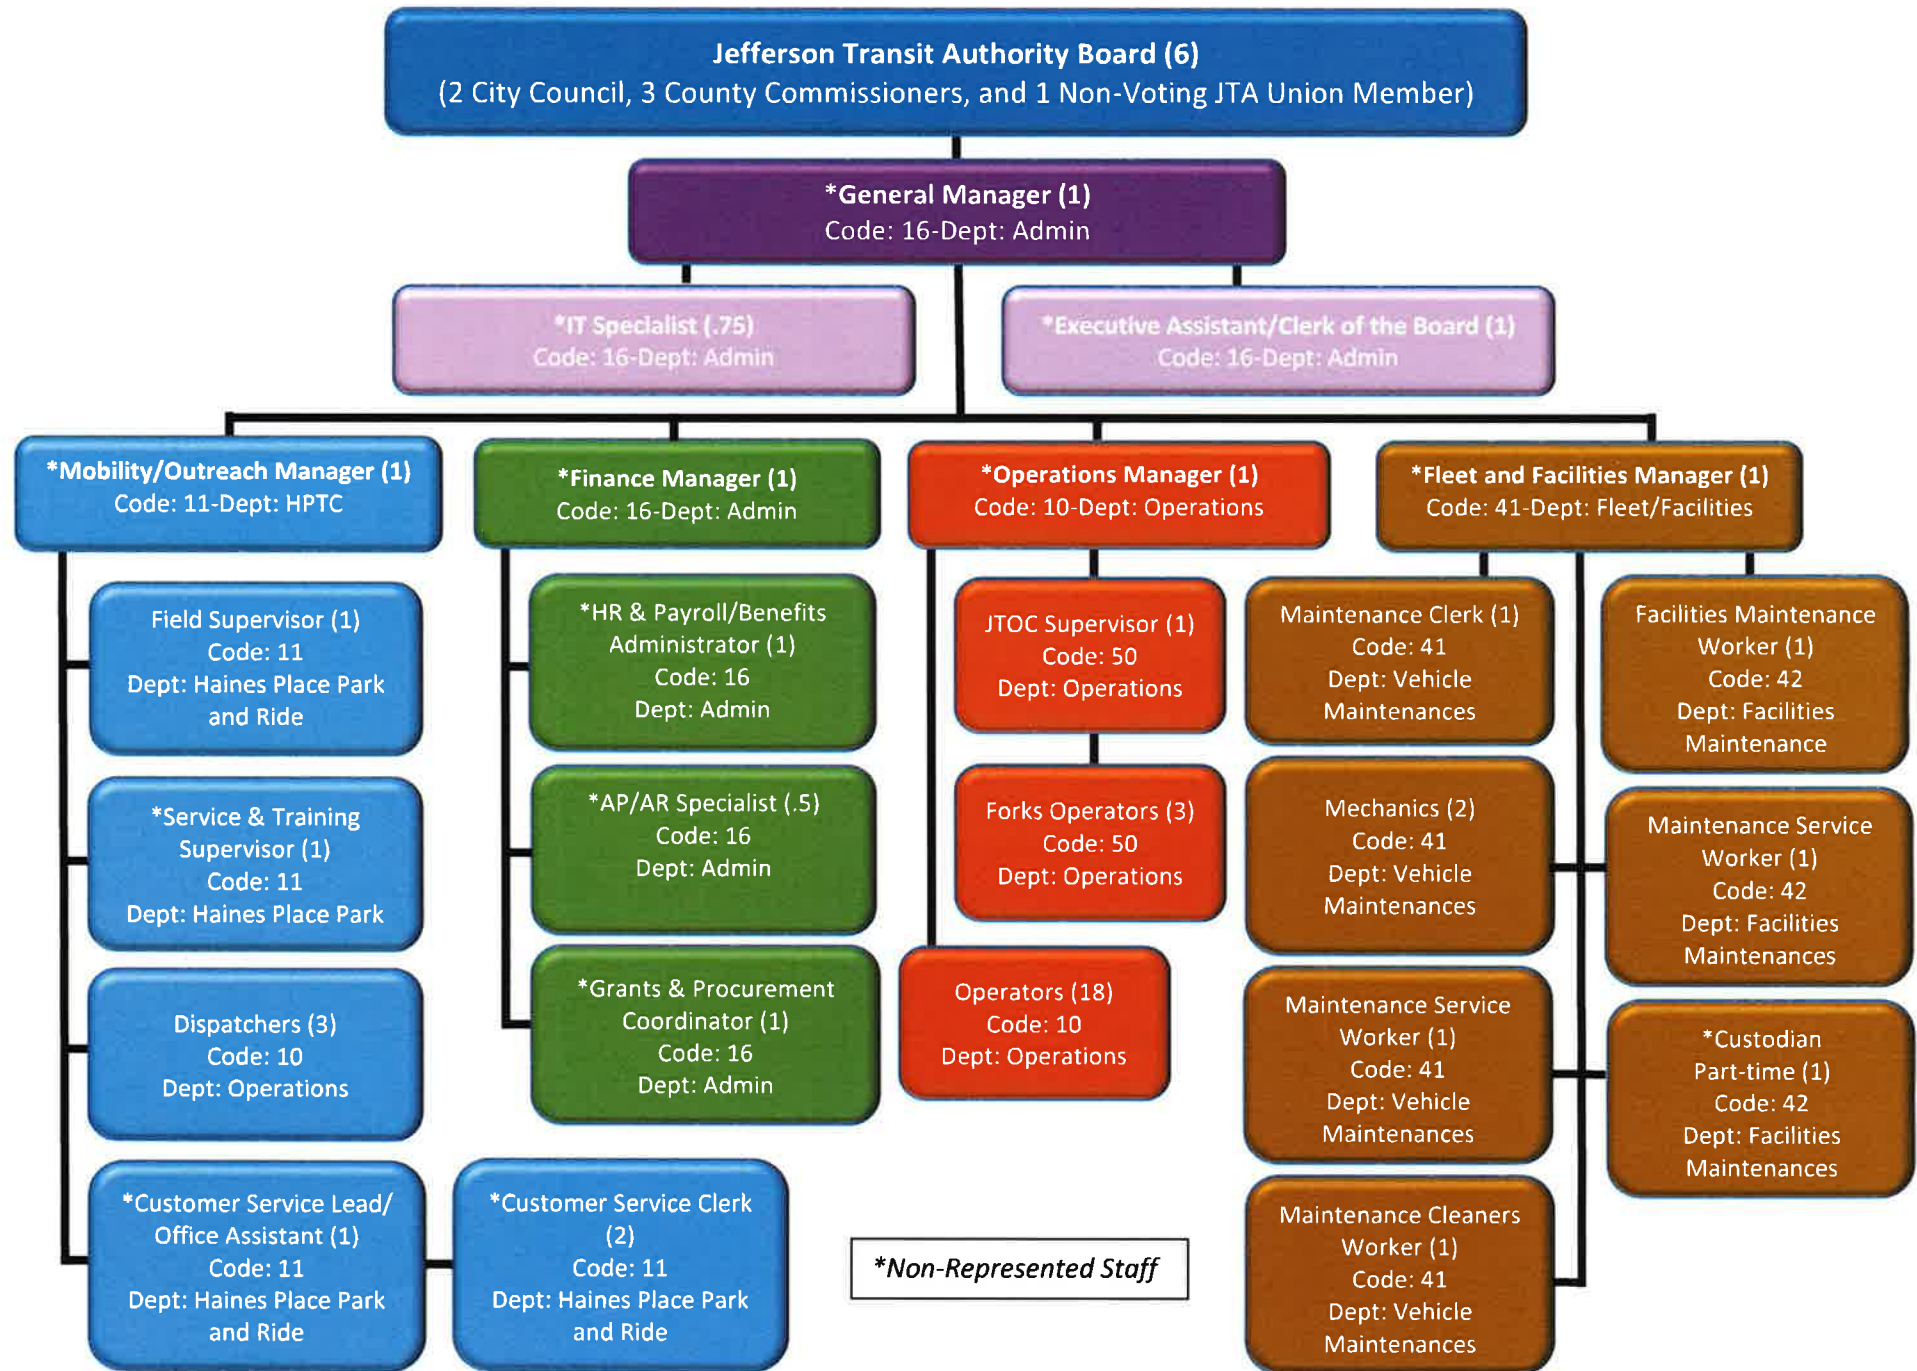 Jefferson Transit Authority Board (6)
(2 City Council, 3 County Commissioners, and 1 Non-Voting JTA Union Member)
*General Manager (1)
Code: 16-Dept: Admin
*IT Specialist (.75)
Code: 16-Dept: Admin
*Executive Assistant/Clerk of the Board (1)
Code: 16-Dept: Admin
*Mobility/Outreach Manager (1)
Code: 11-Dept: HPTC
*Finance Manager (1)
Code: 16-Dept: Admin
*Operations Manager (1)
Code: 10-Dept: Operations
*Fleet and Facilities Manager (1)
Code: 41-Dept: Fleet/Facilities
Field Supervisor (1)
Code: 11
Dept: Haines Place Park
and Ride
*Service & Training
Supervisor (1)
Code: 11
Dept: Haines Place Park
Dispatchers (3)
Code: 10
Dept: Operations
*Customer Service Lead/
Office Assistant (1)
Code: 11
Dept: Haines Place Park
and Ride
*Customer Service Clerk
(2)
Code: 11
Dept: Haines Place Park
and Ride
*HR & Payroll/Benefits
Administrator (1)
Code: 16
Dept: Admin
*AP/AR Specialist (.5)
Code: 16
Dept: Admin
*Grants & Procurement
Coordinator (1)
Code: 16
Dept: Admin
JTOC Supervisor (1)
Code: 50
Dept: Operations
Forks Operators (3)
Code: 50
Dept: Operations
Operators (18)
Code: 10
Dept: Operations
Maintenance Clerk (1)
Code: 41
Dept: Vehicle
Maintenances
Mechanics (2)
Code: 41
Dept: Vehicle
Maintenances
Maintenance Service
Worker (1)
Code: 41
Dept: Vehicle
Maintenances
Maintenance Cleaners
Worker (1)
Code: 41
Dept: Vehicle
Maintenances
Facilities Maintenance
Worker (1)
Code: 42
Dept: Facilities
Maintenance
Maintenance Service
Worker (1)
Code: 42
Dept: Facilities
Maintenances
*Custodian
Part-time (1)
Code: 42
Dept: Facilities
Maintenances
*Non-Represented Staff